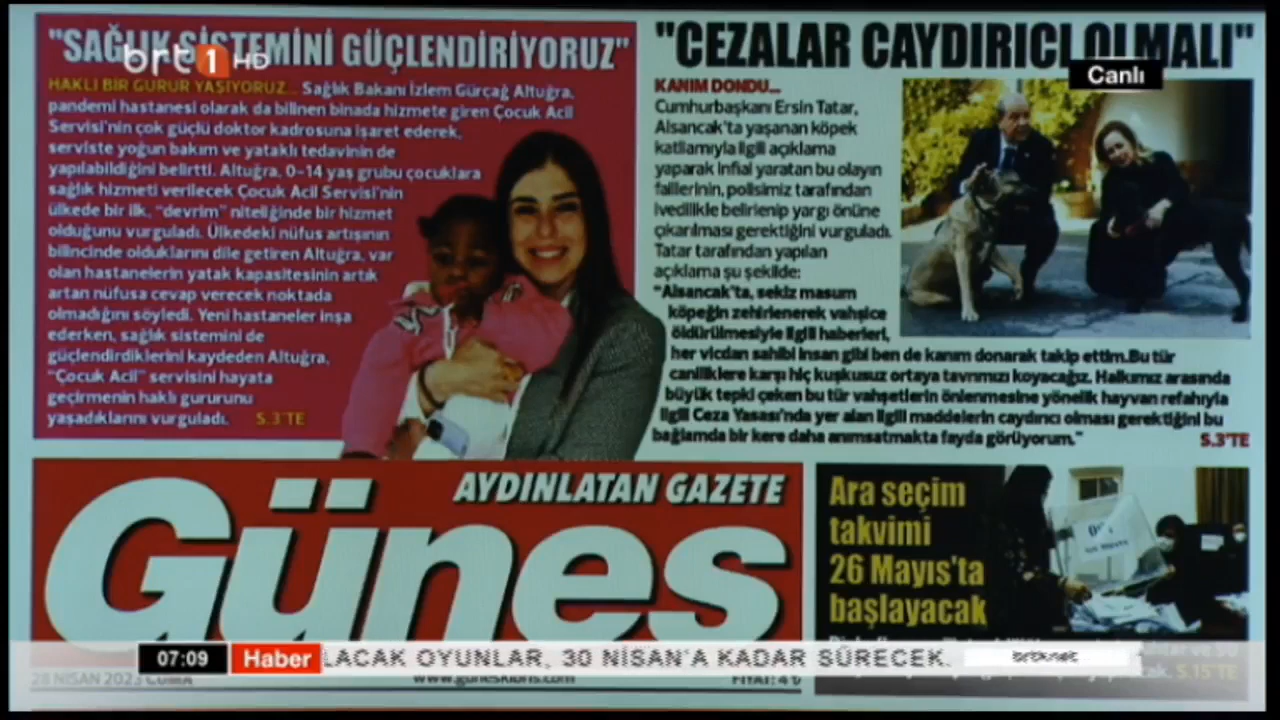 "SAĞLIK SİSTEMİNİ GÜÇLENDİRİYORUZ"
brt 1 HD
HAKLI BİR GURUR YAŞIYORUZ... Sağlık Bakanı İzlem Gürçağ Altuğra,
pandemi hastanesi olarak da bilinen binada hizmete giren Çocuk Acil
Servisi'nin çok güçlü doktor kadrosuna işaret ederek,
serviste yoğun bakım ve yataklı tedavinin de
yapılabildiğini belirtti. Altuğra, 0-14 yaş grubu çocuklara
sağlık hizmeti verilecek Çocuk Acil Servisi'nin
ülkede bir ilk, "devrim" niteliğinde bir hizmet
olduğunu vurguladı. Ülkedeki nüfus artışının
bilincinde olduklarını dile getiren Altuğra, var
olan hastanelerin yatak kapasitesinin artık
artan nüfusa cevap verecek noktada
olmadığını söyledi. Yeni hastaneler inşa
ederken, sağlık sistemini de
güçlendirdiklerini kaydeden Altuğra,
"Çocuk Acil" servisini hayata
geçirmenin haklı gururunu
yaşadıklarını vurguladı. S.3'TE
"CEZALAR CAYDIRICI OLMALI"
Canlı
KANIM DONDU...
Cumhurbaşkanı Ersin Tatar,
Alsancak'ta yaşanan köpek
katliamıyla ilgili açıklama
yaparak infial yaratan bu olayın
faillerinin, polisimiz tarafından
ivedilikle belirlenip yargı önüne
çıkarılması gerektiğini vurguladı.
Tatar tarafından yapılan
açıklama şu şekilde:
"Alsancak'ta, sekiz masum
köpeğin zehirlenerek vahşice
öldürülmesiyle ilgili haberleri,
her vicdan sahibi insan gibi ben de kanım donarak takip ettim.Bu tür
caniliklere karşı hiç kuşkusuz ortaya tavrımızı koyacağız. Halkımız arasında
büyük tepki çeken bu tür vahşetlerin önlenmesine yönelik hayvan refahıyla
ilgili Ceza Yasası'nda yer alan ilgili maddelerin caydırıcı olması gerektiğini bu
bağlamda bir kere daha anımsatmakta fayda görüyorum." S.3'TE
AYDINLATAN GAZETE
Güneş
Ara seçim
takvimi
26 Mayıs'ta
başlayacak
S.15'TE
07:09 Haber LACAK OYUNLAR, 30 NİSAN'A KADAR SÜRECEK. brtk.net
28 NİSAN 2023 CUMA www.guneskibris.com FİYAT: 4 ₺